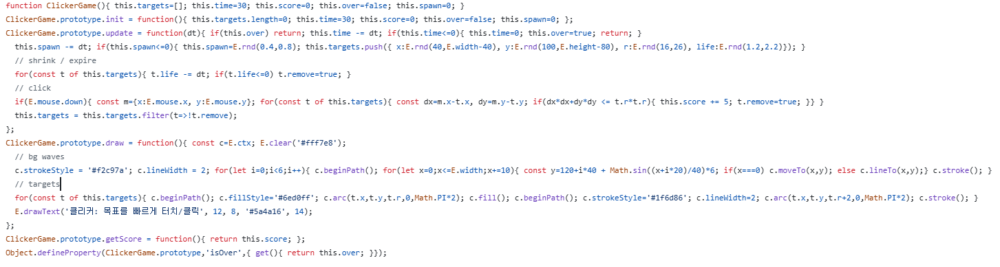 function ClickerGame(){ this.targets=[]; this.time=30; this.score=0; this.over=false; this.spawn=0; }
ClickerGame.prototype.init = function(){ this.targets.length=0; this.time=30; this.score=0; this.over=false; this.spawn=0; };
ClickerGame.prototype.update = function(dt){ if(this.over) return; this.time -= dt; if(this.time<=0){ this.time=0; this.over=true; return; }
  this.spawn -= dt; if(this.spawn<=0){ this.spawn=E.rnd(0.4,0.8); this.targets.push({ x:E.rnd(40,E.width-40), y:E.rnd(100,E.height-80), r:E.rnd(16,26), life:E.rnd(1.2,2.2)}); }
  // shrink / expire
  for(const t of this.targets){ t.life -= dt; if(t.life<=0) t.remove=true; }
  // click
  if(E.mouse.down){ const m={x:E.mouse.x, y:E.mouse.y}; for(const t of this.targets){ const dx=m.x-t.x, dy=m.y-t.y; if(dx*dx+dy*dy <= t.r*t.r){ this.score += 5; t.remove=true; }} }
  this.targets = this.targets.filter(t=>!t.remove);
};
ClickerGame.prototype.draw = function(){ const c=E.ctx; E.clear('#fff7e8');
  // bg waves
  c.strokeStyle = '#f2c97a'; c.lineWidth = 2; for(let i=0;i<6;i++){ c.beginPath(); for(let x=0;x<=E.width;x+=10){ const y=120+i*40 + Math.sin((x+i*20)/40)*6; if(x===0) c.moveTo(x,y); else c.lineTo(x,y);} c.stroke(); }
  // targets
  for(const t of this.targets){ c.beginPath(); c.fillStyle='#6ed0ff'; c.arc(t.x,t.y,t.r,0,Math.PI*2); c.fill(); c.beginPath(); c.strokeStyle='#1f6d86'; c.lineWidth=2; c.arc(t.x,t.y,t.r+2,0,Math.PI*2); c.stroke(); }
  E.drawText('클리커: 목표를 빠르게 터치/클릭', 12, 8, '#5a4a16', 14);
};
ClickerGame.prototype.getScore = function(){ return this.score; };
Object.defineProperty(ClickerGame.prototype,'isOver',{ get(){ return this.over; }});